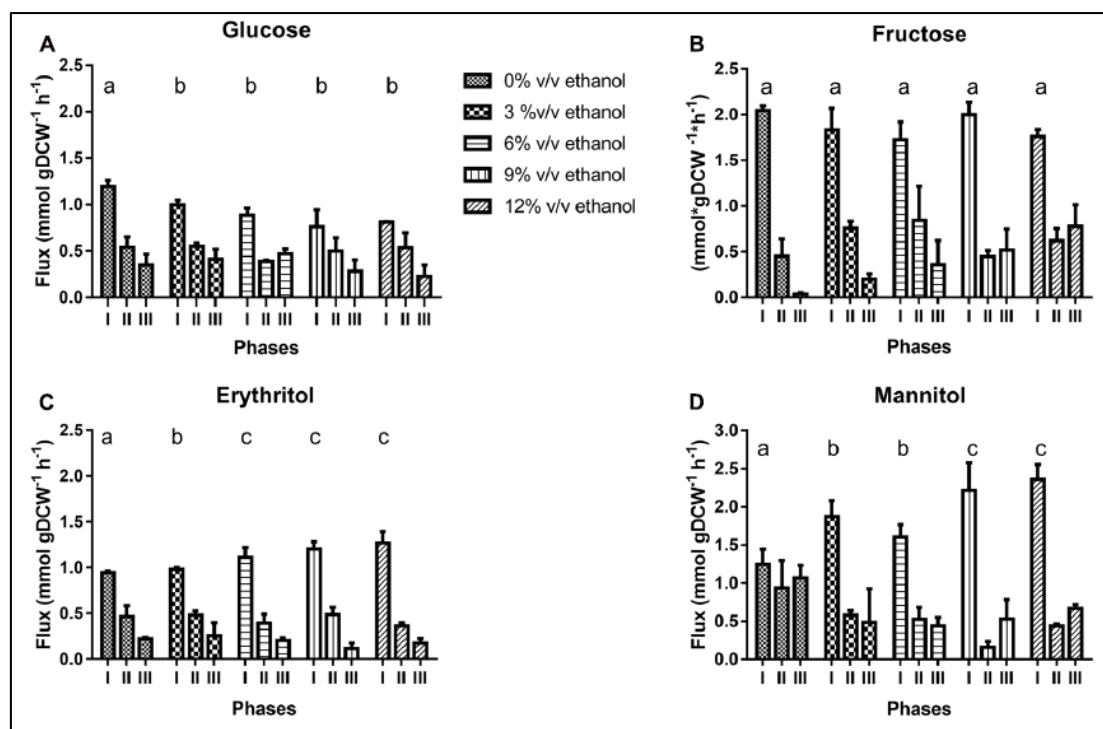 A
Glucose
Flux (mmol gDCW⁻¹ h⁻¹)
2.5
2.0
1.5
1.0
0.5
0.0
a b b b b
I II III I II III I II III I II III I II III
Phases
0% v/v ethanol
3 %v/v ethanol
6% v/v ethanol
9% v/v ethanol
12% v/v ethanol
B
Fructose
(mmol*gDCW ⁻¹*h⁻¹)
2.5
2.0
1.5
1.0
0.5
0.0
a a a a a
I II III I II III I II III I II III I II III
Phases
C
Erythritol
Flux (mmol gDCW⁻¹ h⁻¹)
2.5
2.0
1.5
1.0
0.5
0.0
a b c c c
I II III I II III I II III I II III I II III
Phases
D
Mannitol
Flux (mmol gDCW⁻¹ h⁻¹)
3.0
2.5
2.0
1.5
1.0
0.5
0.0
a b b c c
I II III I II III I II III I II III I II III
Phases